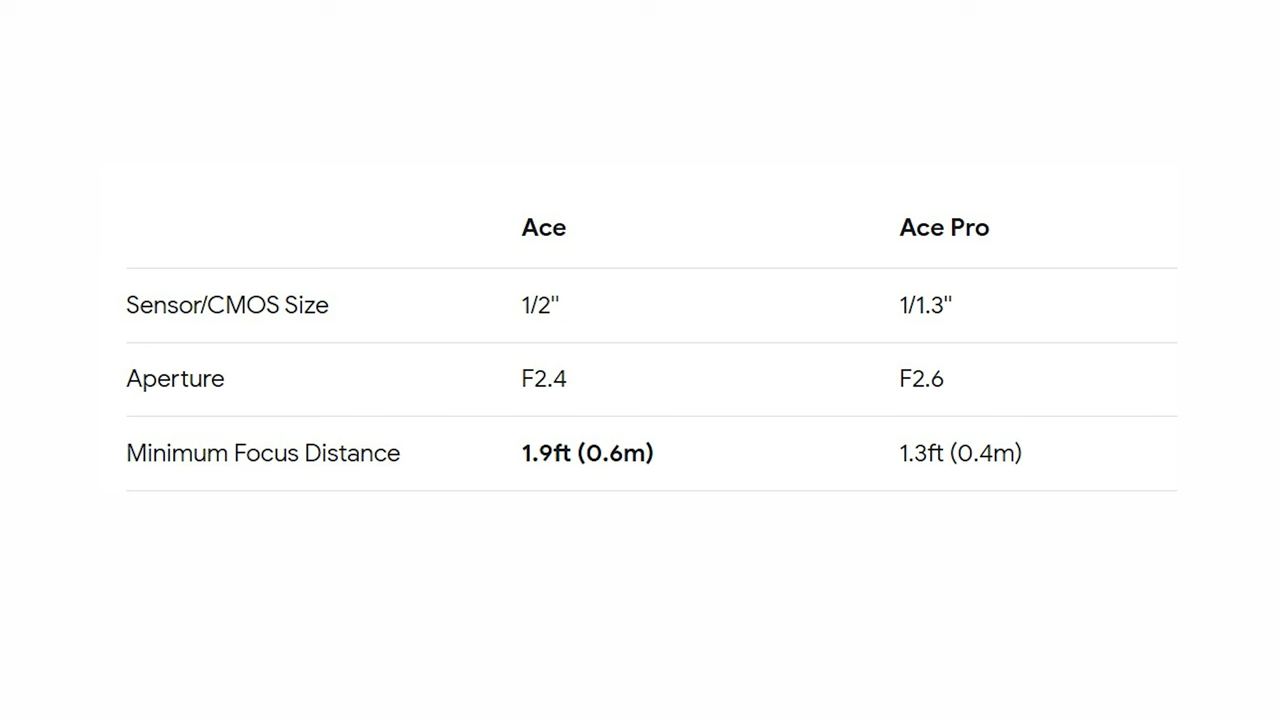 Ace Ace Pro
Sensor/CMOS Size 1/2" 1/1.3"
Aperture F2.4 F2.6
Minimum Focus Distance 1.9ft (0.6m) 1.3ft (0.4m)